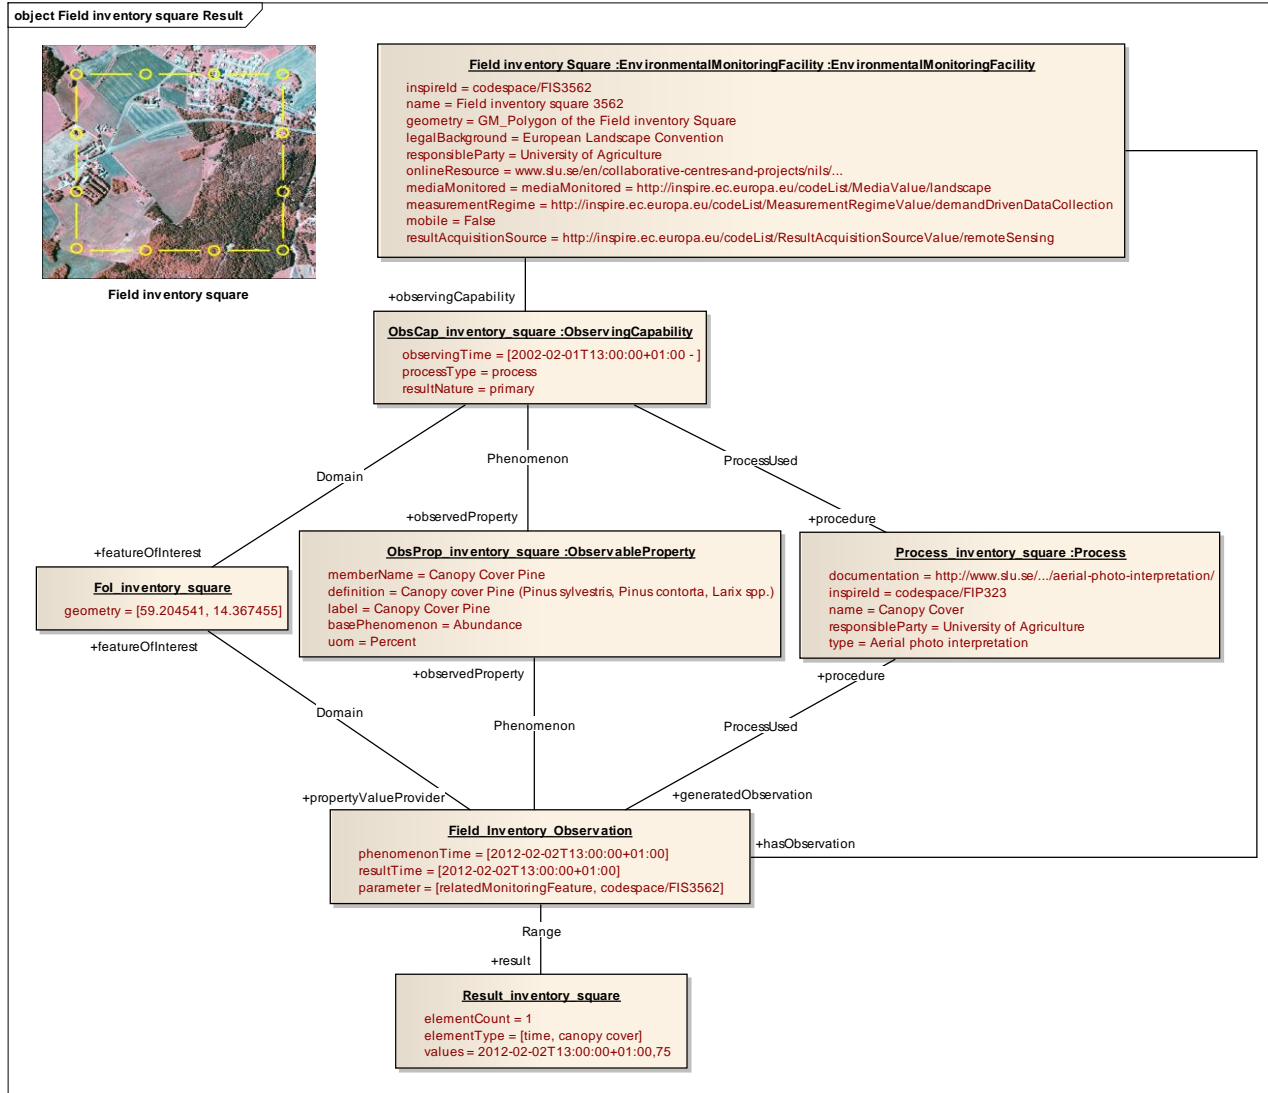 object Field inventory square Result
Field inventory square
Field inventory Square :EnvironmentalMonitoringFacility :EnvironmentalMonitoringFacility
inspireId = codespace/FIS3562
name = Field inventory square 3562
geometry = GM_Polygon of the Field inventory Square
legalBackground = European Landscape Convention
responsibleParty = University of Agriculture
onlineResource = www.slu.se/en/collaborative-centres-and-projects/nils/...
mediaMonitored = mediaMonitored = http://inspire.ec.europa.eu/codeList/MediaValue/landscape
measurementRegime = http://inspire.ec.europa.eu/codeList/MeasurementRegimeValue/demandDrivenDataCollection
mobile = False
resultAcquisitionSource = http://inspire.ec.europa.eu/codeList/ResultAcquisitionSourceValue/remoteSensing
+observingCapability
ObsCap_inventory_square :ObservingCapability
observingTime = [2002-02-01T13:00:00+01:00 - ]
processType = process
resultNature = primary
Domain
Phenomenon
ProcessUsed
+featureOfInterest
+observedProperty
+procedure
FoI_inventory_square
geometry = [59.204541, 14.367455]
ObsProp_inventory_square :ObservableProperty
memberName = Canopy Cover Pine
definition = Canopy cover Pine (Pinus sylvestris, Pinus contorta, Larix spp.)
label = Canopy Cover Pine
basePhenomenon = Abundance
uom = Percent
Process_inventory_square :Process
documentation = http://www.slu.se/.../aerial-photo-interpretation/
inspireId = codespace/FIP323
name = Canopy Cover
responsibleParty = University of Agriculture
type = Aerial photo interpretation
+featureOfInterest
+observedProperty
+procedure
Domain
Phenomenon
ProcessUsed
+propertyValueProvider
+generatedObservation
+hasObservation
Field_Inventory_Observation
phenomenonTime = [2012-02-02T13:00:00+01:00]
resultTime = [2012-02-02T13:00:00+01:00]
parameter = [relatedMonitoringFeature, codespace/FIS3562]
Range
+result
Result_inventory_square
elementCount = 1
elementType = [time, canopy cover]
values = 2012-02-02T13:00:00+01:00,75